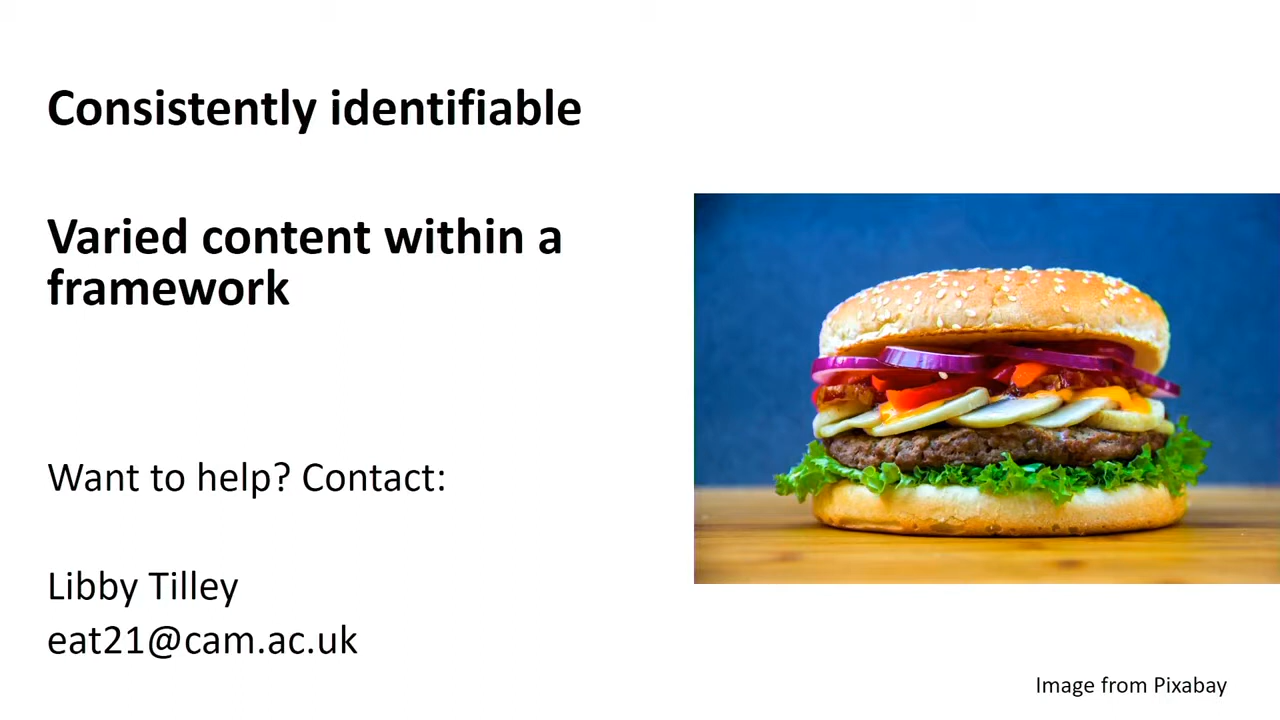 Consistently identifiable
Varied content within a
framework
Want to help? Contact:
Libby Tilley
eat21@cam.ac.uk
Image from Pixabay